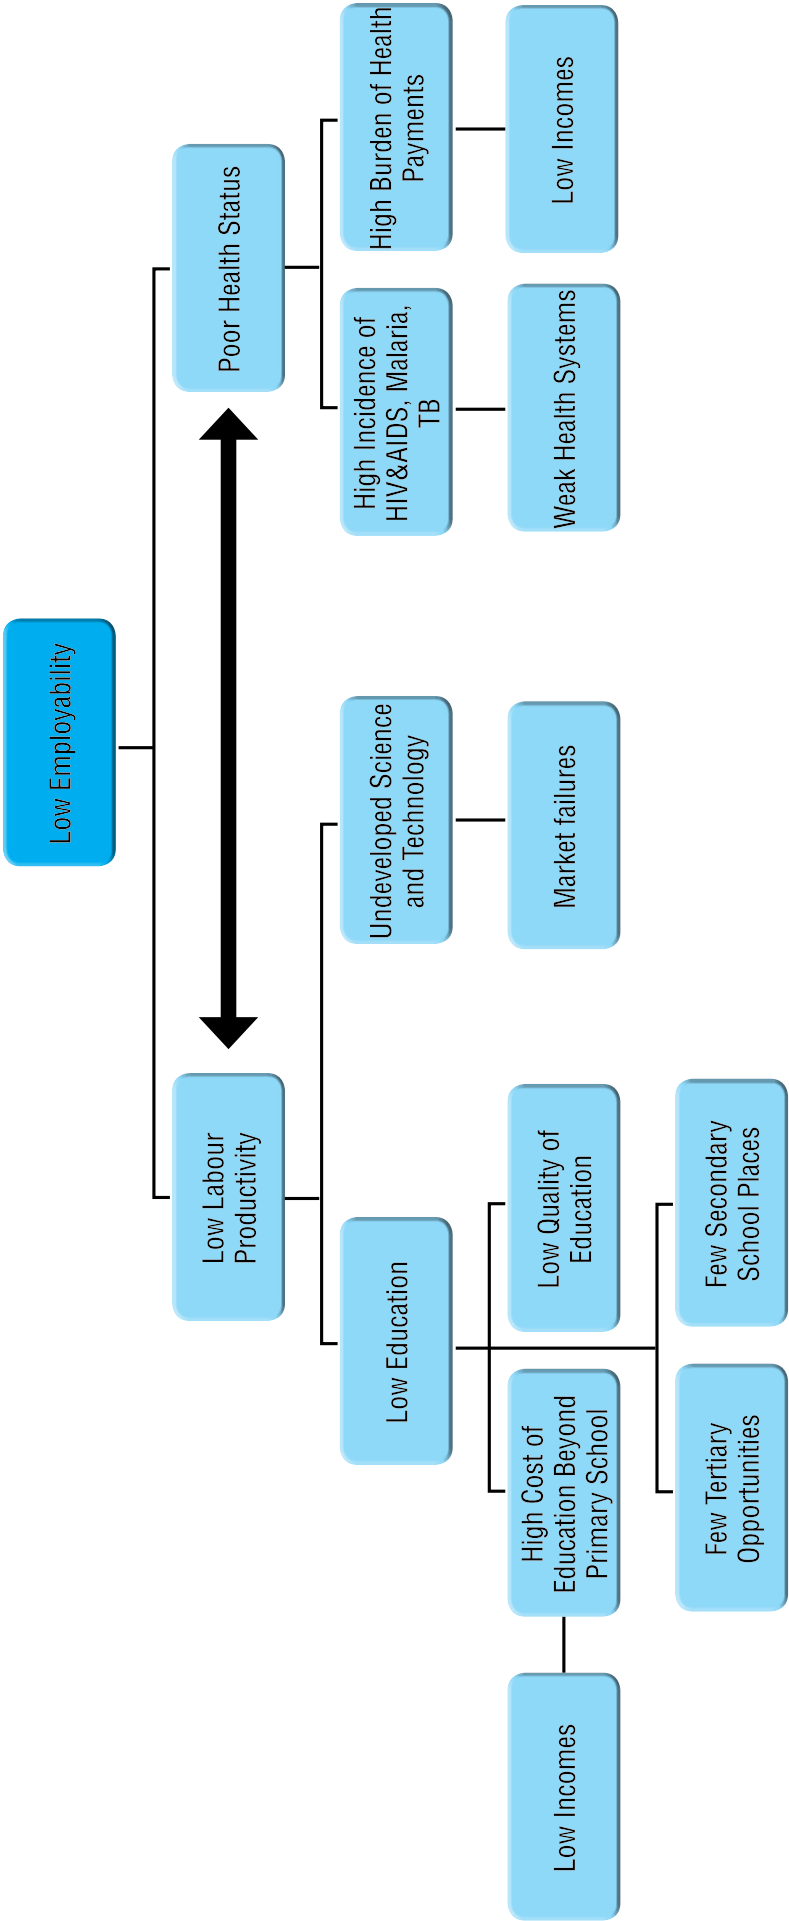 Low Employability
Low Labour
Productivity
Poor Health Status
Low Education
Undeveloped Science
and Technology
High Incidence of
HIV&AIDS, Malaria,
TB
High Burden of Health
Payments
Low Incomes
High Cost of
Education Beyond
Primary School
Low Quality of
Education
Market failures
Weak Health Systems
Low Incomes
Few Tertiary
Opportunities
Few Secondary
School Places